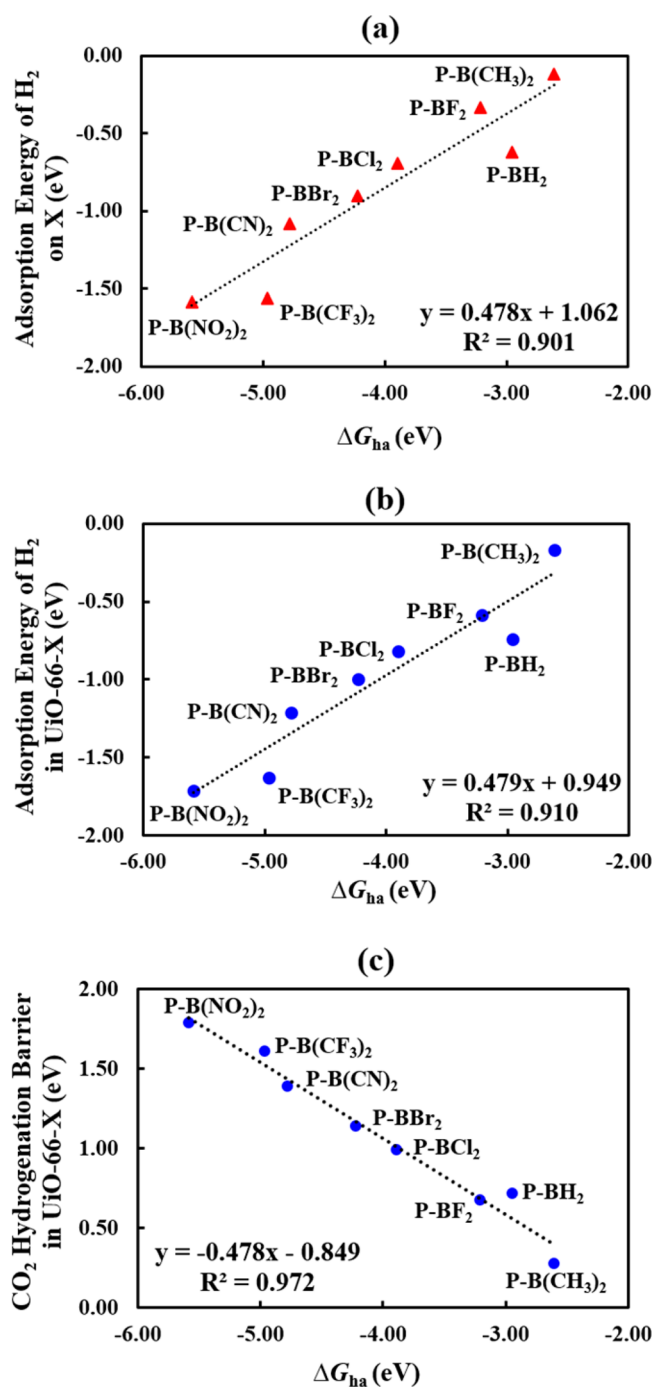 (a)
Adsorption Energy of H₂
on X (eV)
0.00
-0.50
-1.00
-1.50
-2.00
P-B(CH₃)₂
P-BF₂
P-BCl₂
P-BH₂
P-BBr₂
P-B(CN)₂
P-B(CF₃)₂
P-B(NO₂)₂
y = 0.478x + 1.062
R² = 0.901
-6.00 -5.00 -4.00 -3.00 -2.00
ΔG_ha (eV)
(b)
Adsorption Energy of H₂
in UiO-66-X (eV)
0.00
-0.50
-1.00
-1.50
-2.00
P-B(CH₃)₂
P-BF₂
P-BCl₂
P-BH₂
P-BBr₂
P-B(CN)₂
P-B(CF₃)₂
P-B(NO₂)₂
y = 0.479x + 0.949
R² = 0.910
-6.00 -5.00 -4.00 -3.00 -2.00
ΔG_ha (eV)
(c)
CO₂ Hydrogenation Barrier
in UiO-66-X (eV)
2.00
1.50
1.00
0.50
0.00
P-B(NO₂)₂
P-B(CF₃)₂
P-B(CN)₂
P-BBr₂
P-BCl₂
P-BH₂
P-BF₂
P-B(CH₃)₂
y = -0.478x - 0.849
R² = 0.972
-6.00 -5.00 -4.00 -3.00 -2.00
ΔG_ha (eV)